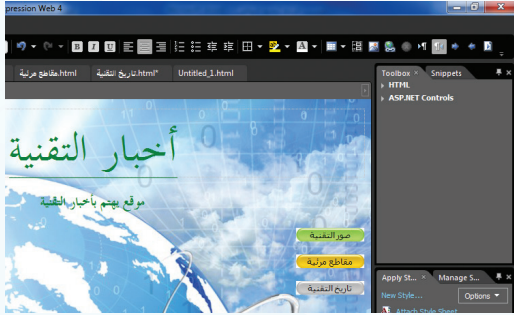 pression Web 4
B I U
مقاطع مرئية.html تاريخ التقنية.html* Untitled_1.html
Toolbox × Snippets
HTML
ASP.NET Controls
أخبار التقنية
موقع يهتم بأخبار التقنية
صور التقنية
مقاطع مرئية
تاريخ التقنية
Apply St... × Manage S...
New Style... Options
Attach Style Sheet